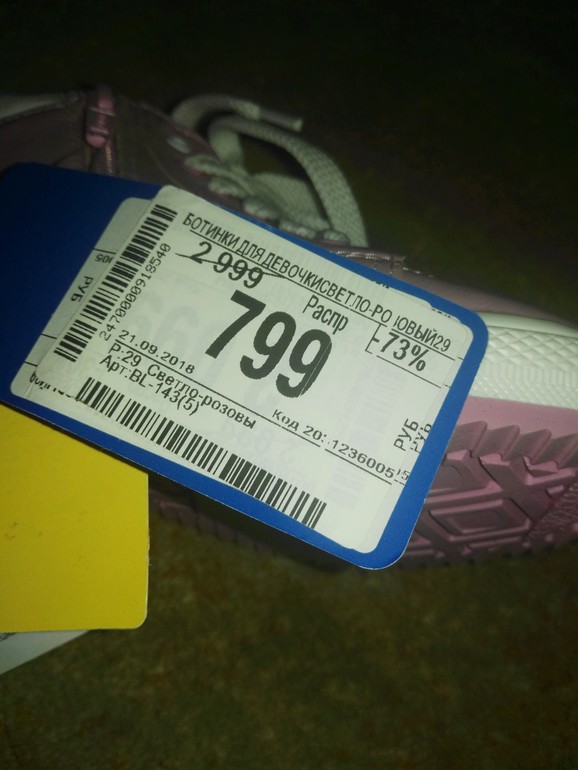 БОТИНКИ ДЛЯ ДЕВОЧКИСВЕТЛО-РОЗОВЫЙ29
2 999
Распр
-73%
799
РУБ
2470000918540
21.09.2018
Р:29 Светло-розовы
Арт:BL-143(5)
Код 20:
РУБ